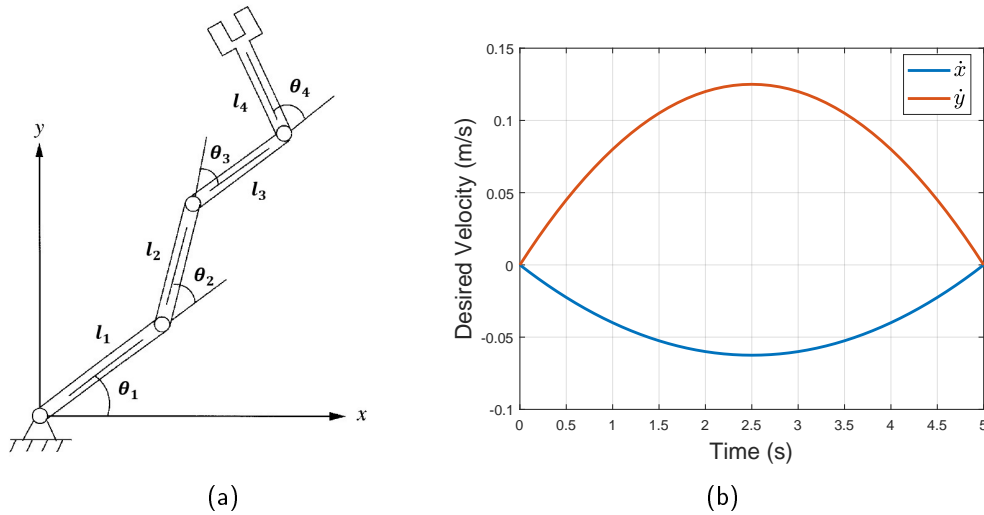 y
x
l₁
l₂
l₃
l₄
θ₁
θ₂
θ₃
θ₄
(a)
0.15
0.1
0.05
0
-0.05
-0.1
0 0.5 1 1.5 2 2.5 3 3.5 4 4.5 5
Desired Velocity (m/s)
Time (s)
ẋ
ẏ
(b)